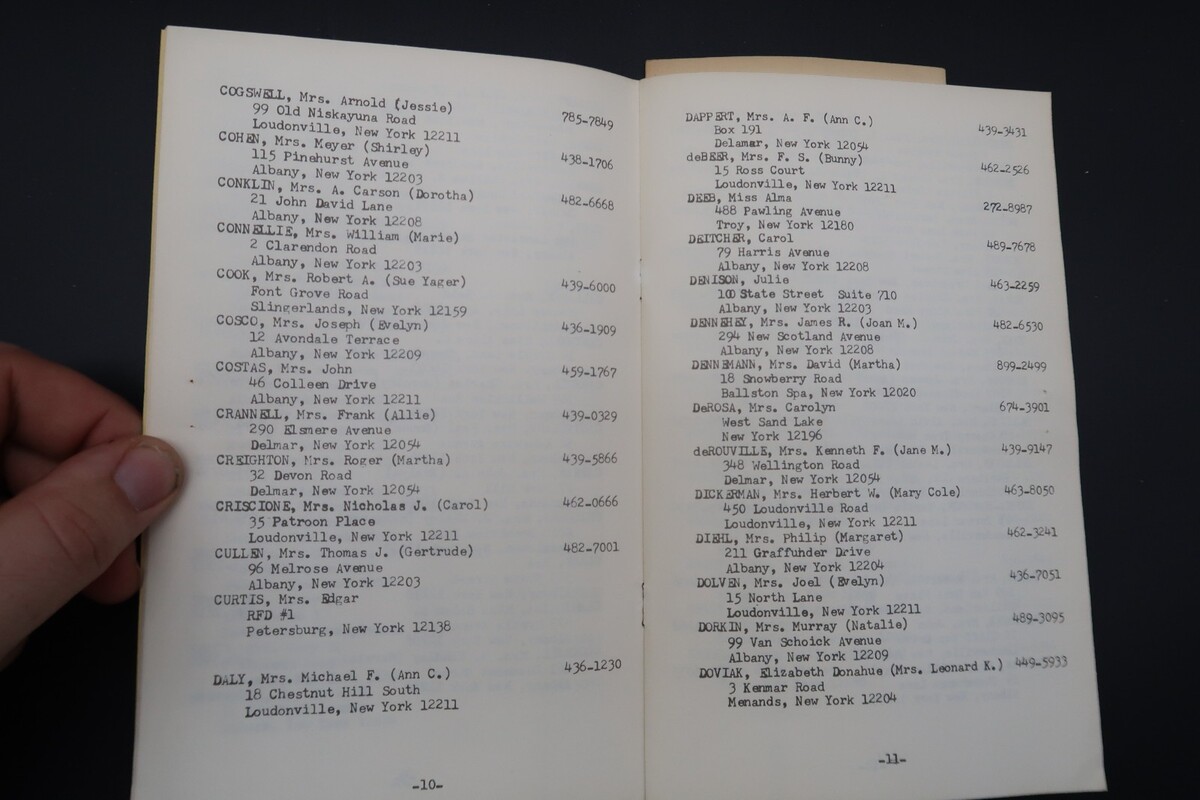 COGSWELL, Mrs. Arnold (Jessie) 785-7849
99 Old Niskayuna Road
Loudonville, New York 12211
COHEN, Mrs. Meyer (Shirley) 438-1706
115 Pinehurst Avenue
Albany, New York 12203
CONKLIN, Mrs. A. Carson (Dorotha) 482-6668
21 John David Lane
Albany, New York 12208
CONNELLIE, Mrs. William (Marie)
2 Clarendon Road
Albany, New York 12203
COOK, Mrs. Robert A. (Sue Yager) 439-6000
Font Grove Road
Slingerlands, New York 12159
COSCO, Mrs. Joseph (Evelyn) 436-1909
12 Avondale Terrace
Albany, New York 12209
COSTAS, Mrs. John 459-1767
46 Colleen Drive
Albany, New York 12211
CRANNELL, Mrs. Frank (Allie) 439-0329
290 Elsmere Avenue
Delmar, New York 12054
CREIGHTON, Mrs. Roger (Martha) 439-5866
32 Devon Road
Delmar, New York 12054
CRISCIONE, Mrs. Nicholas J. (Carol) 462-0666
35 Patroon Place
Loudonville, New York 12211
CULLEN, Mrs. Thomas J. (Gertrude) 482-7001
96 Melrose Avenue
Albany, New York 12203
CURTIS, Mrs. Edgar
RFD #1
Petersburg, New York 12138
DALY, Mrs. Michael F. (Ann C.) 436-1230
18 Chestnut Hill South
Loudonville, New York 12211
-10-
DAPPERT, Mrs. A. F. (Ann C.) 439-3431
Box 191
Delamar, New York 12054
deBEER, Mrs. F. S. (Bunny) 462-2526
15 Ross Court
Loudonville, New York 12211
DEEB, Miss Alma 272-8987
488 Pawling Avenue
Troy, New York 12180
DEITCHER, Carol 489-7678
79 Harris Avenue
Albany, New York 12208
DENISON, Julie 463-2259
100 State Street Suite 710
Albany, New York 12203
DENNEHEY, Mrs. James R. (Joan M.) 482-6530
294 New Scotland Avenue
Albany, New York 12208
DENNEMANN, Mrs. David (Martha) 899-2499
18 Snowberry Road
Ballston Spa, New York 12020
DeROSA, Mrs. Carolyn 674-3901
West Sand Lake
New York 12196
deROUVILLE, Mrs. Kenneth F. (Jane M.) 439-9147
348 Wellington Road
Delmar, New York 12054
DICKERMAN, Mrs. Herbert W. (Mary Cole) 463-8050
450 Loudonville Road
Loudonville, New York 12211
DIEHL, Mrs. Philip (Margaret) 462-3241
211 Graffunder Drive
Albany, New York 12204
DOLVEN, Mrs. Joel (Evelyn) 436-7051
15 North Lane
Loudonville, New York 12211
DORKIN, Mrs. Murray (Natalie) 489-3095
99 Van Schoick Avenue
Albany, New York 12209
DOVIAK, Elizabeth Donahue (Mrs. Leonard K.) 449-5933
3 Kenmar Road
Menands, New York 12204
-11-